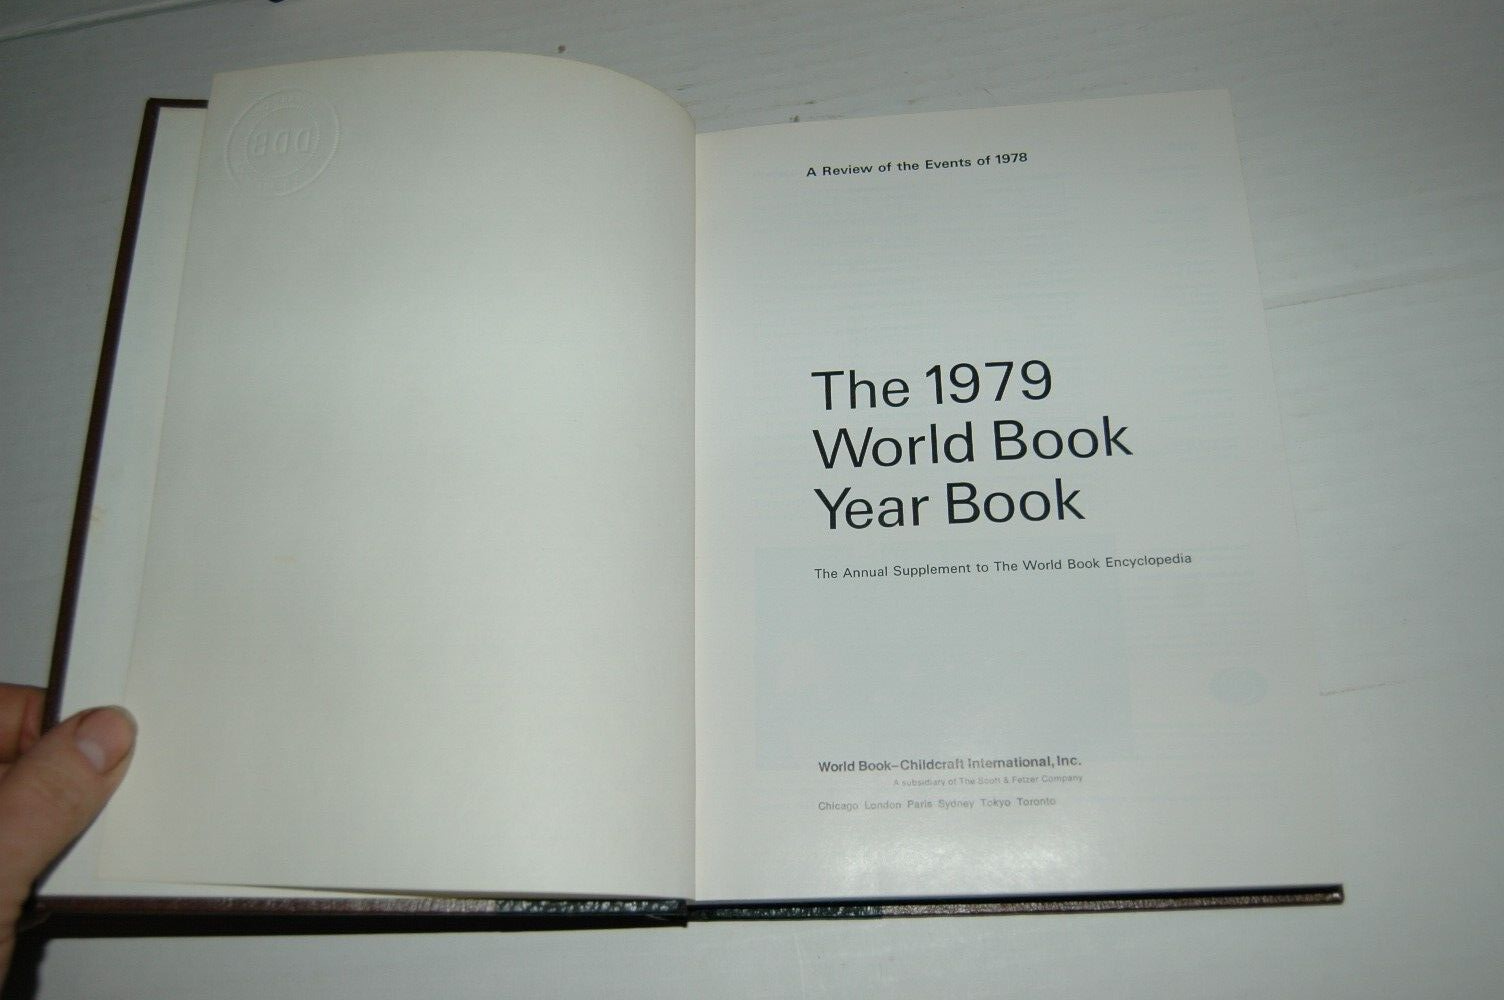 A Review of the Events of 1978
The 1979
World Book
Year Book
The Annual Supplement to The World Book Encyclopedia
World Book–Childcraft International, Inc.
A subsidiary of The Scott & Fetzer Company
Chicago London Paris Sydney Tokyo Toronto